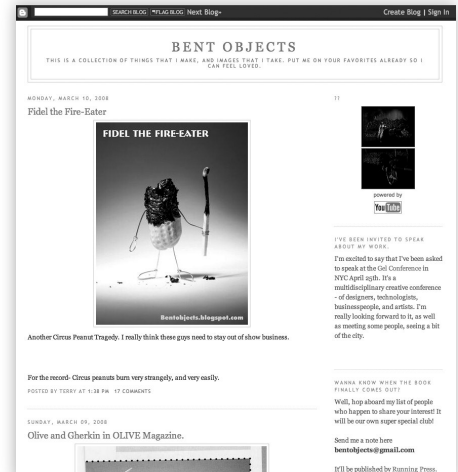 SEARCH BLOG FLAG BLOG Next Blog» Create Blog | Sign In
BENT OBJECTS
THIS IS A COLLECTION OF THINGS THAT I MAKE, AND IMAGES THAT I TAKE. PUT ME ON YOUR FAVORITES ALREADY SO I
CAN FEEL LOVED.
MONDAY, MARCH 10, 2008
Fidel the Fire-Eater
FIDEL THE FIRE-EATER
Bentobjects.blogspot.com
Another Circus Peanut Tragedy. I really think these guys need to stay out of show business.
For the record- Circus peanuts burn very strangely, and very easily.
POSTED BY TERRY AT 1:38 PM 17 COMMENTS
SUNDAY, MARCH 09, 2008
Olive and Gherkin in OLIVE Magazine.
powered by
YouTube
I'VE BEEN INVITED TO SPEAK
ABOUT MY WORK.
I'm excited to say that I've been asked
to speak at the Gel Conference in
NYC April 25th. It's a
multidisciplinary creative conference
- of designers, technologists,
businesspeople, and artists. I'm
really looking forward to it, as well
as meeting some people, seeing a bit
of the city.
WANNA KNOW WHEN THE BOOK
FINALLY COMES OUT?
Well, hop aboard my list of people
who happen to share your interest! It
will be our own super special club!
Send me a note here
bentobjects@gmail.com
It'll be published by Running Press.